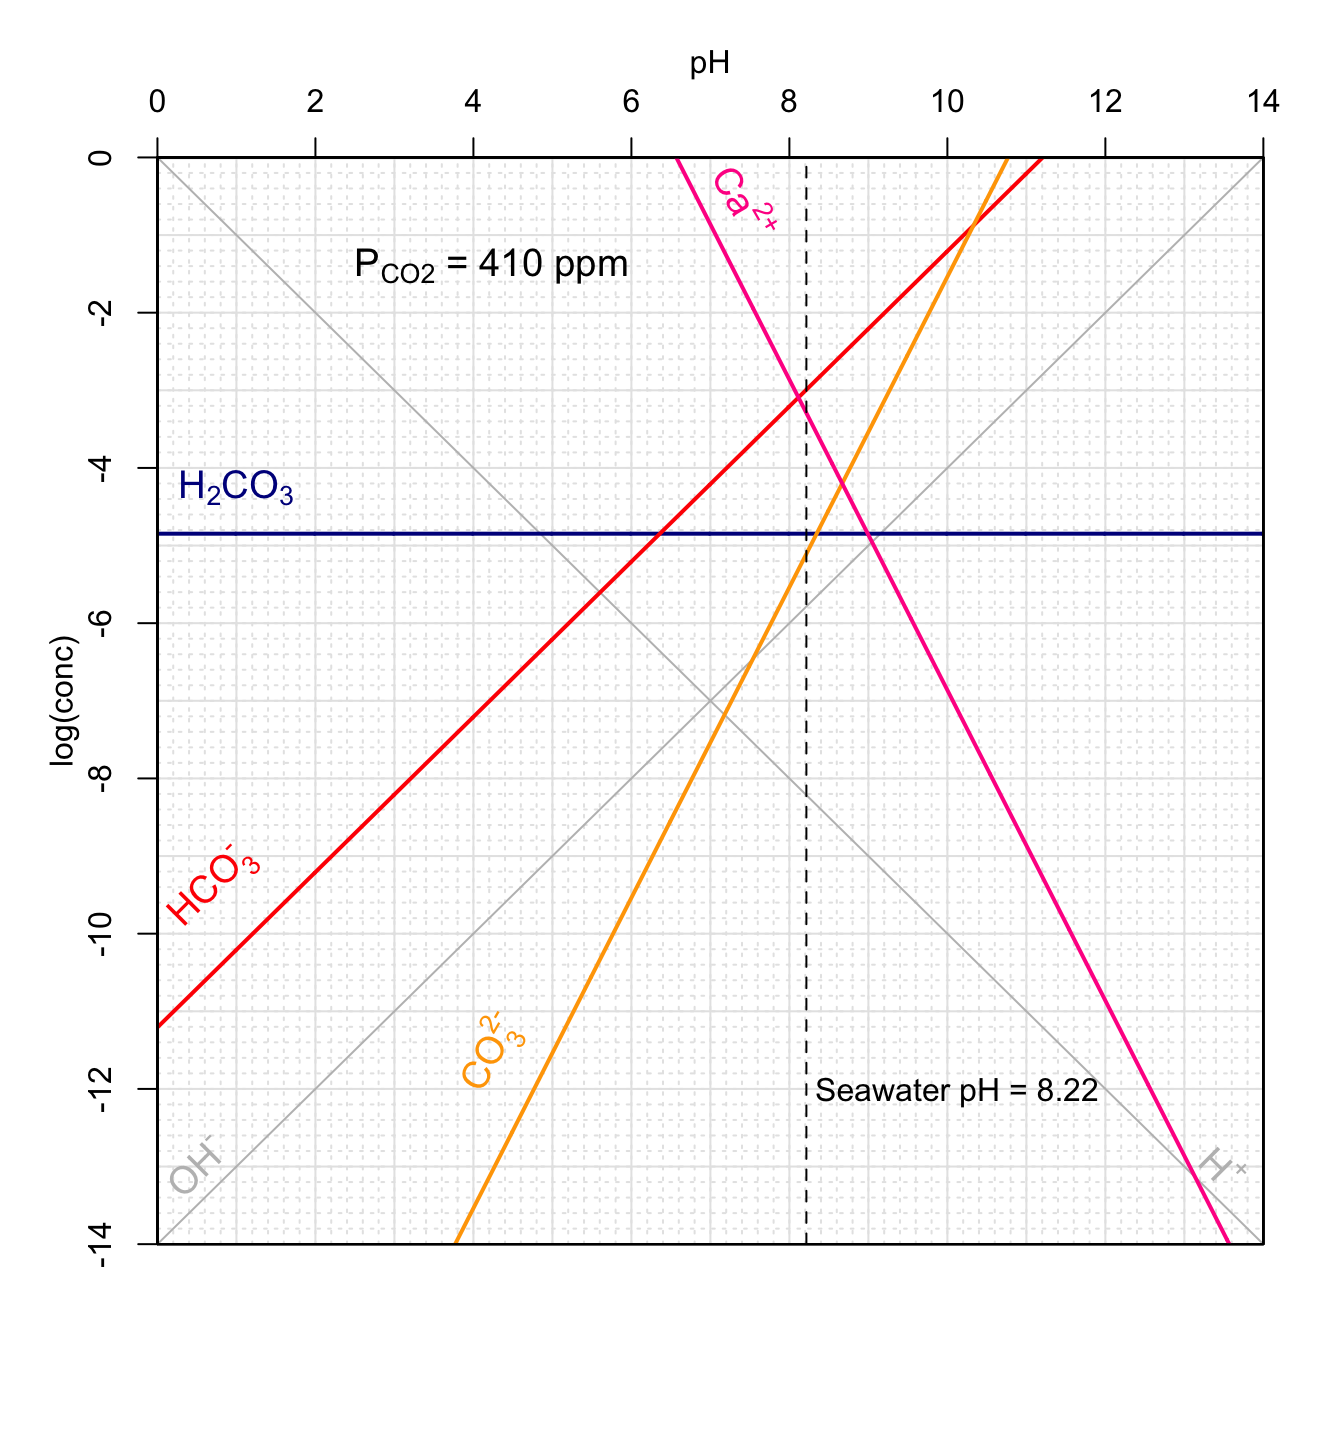 pH
0 2 4 6 8 10 12 14
0
-2
-4
-6
-8
-10
-12
-14
log(conc)
Ca²⁺
P_CO2 = 410 ppm
H₂CO₃
HCO₃⁻
CO₃²⁻
Seawater pH = 8.22
OH⁻
H⁺